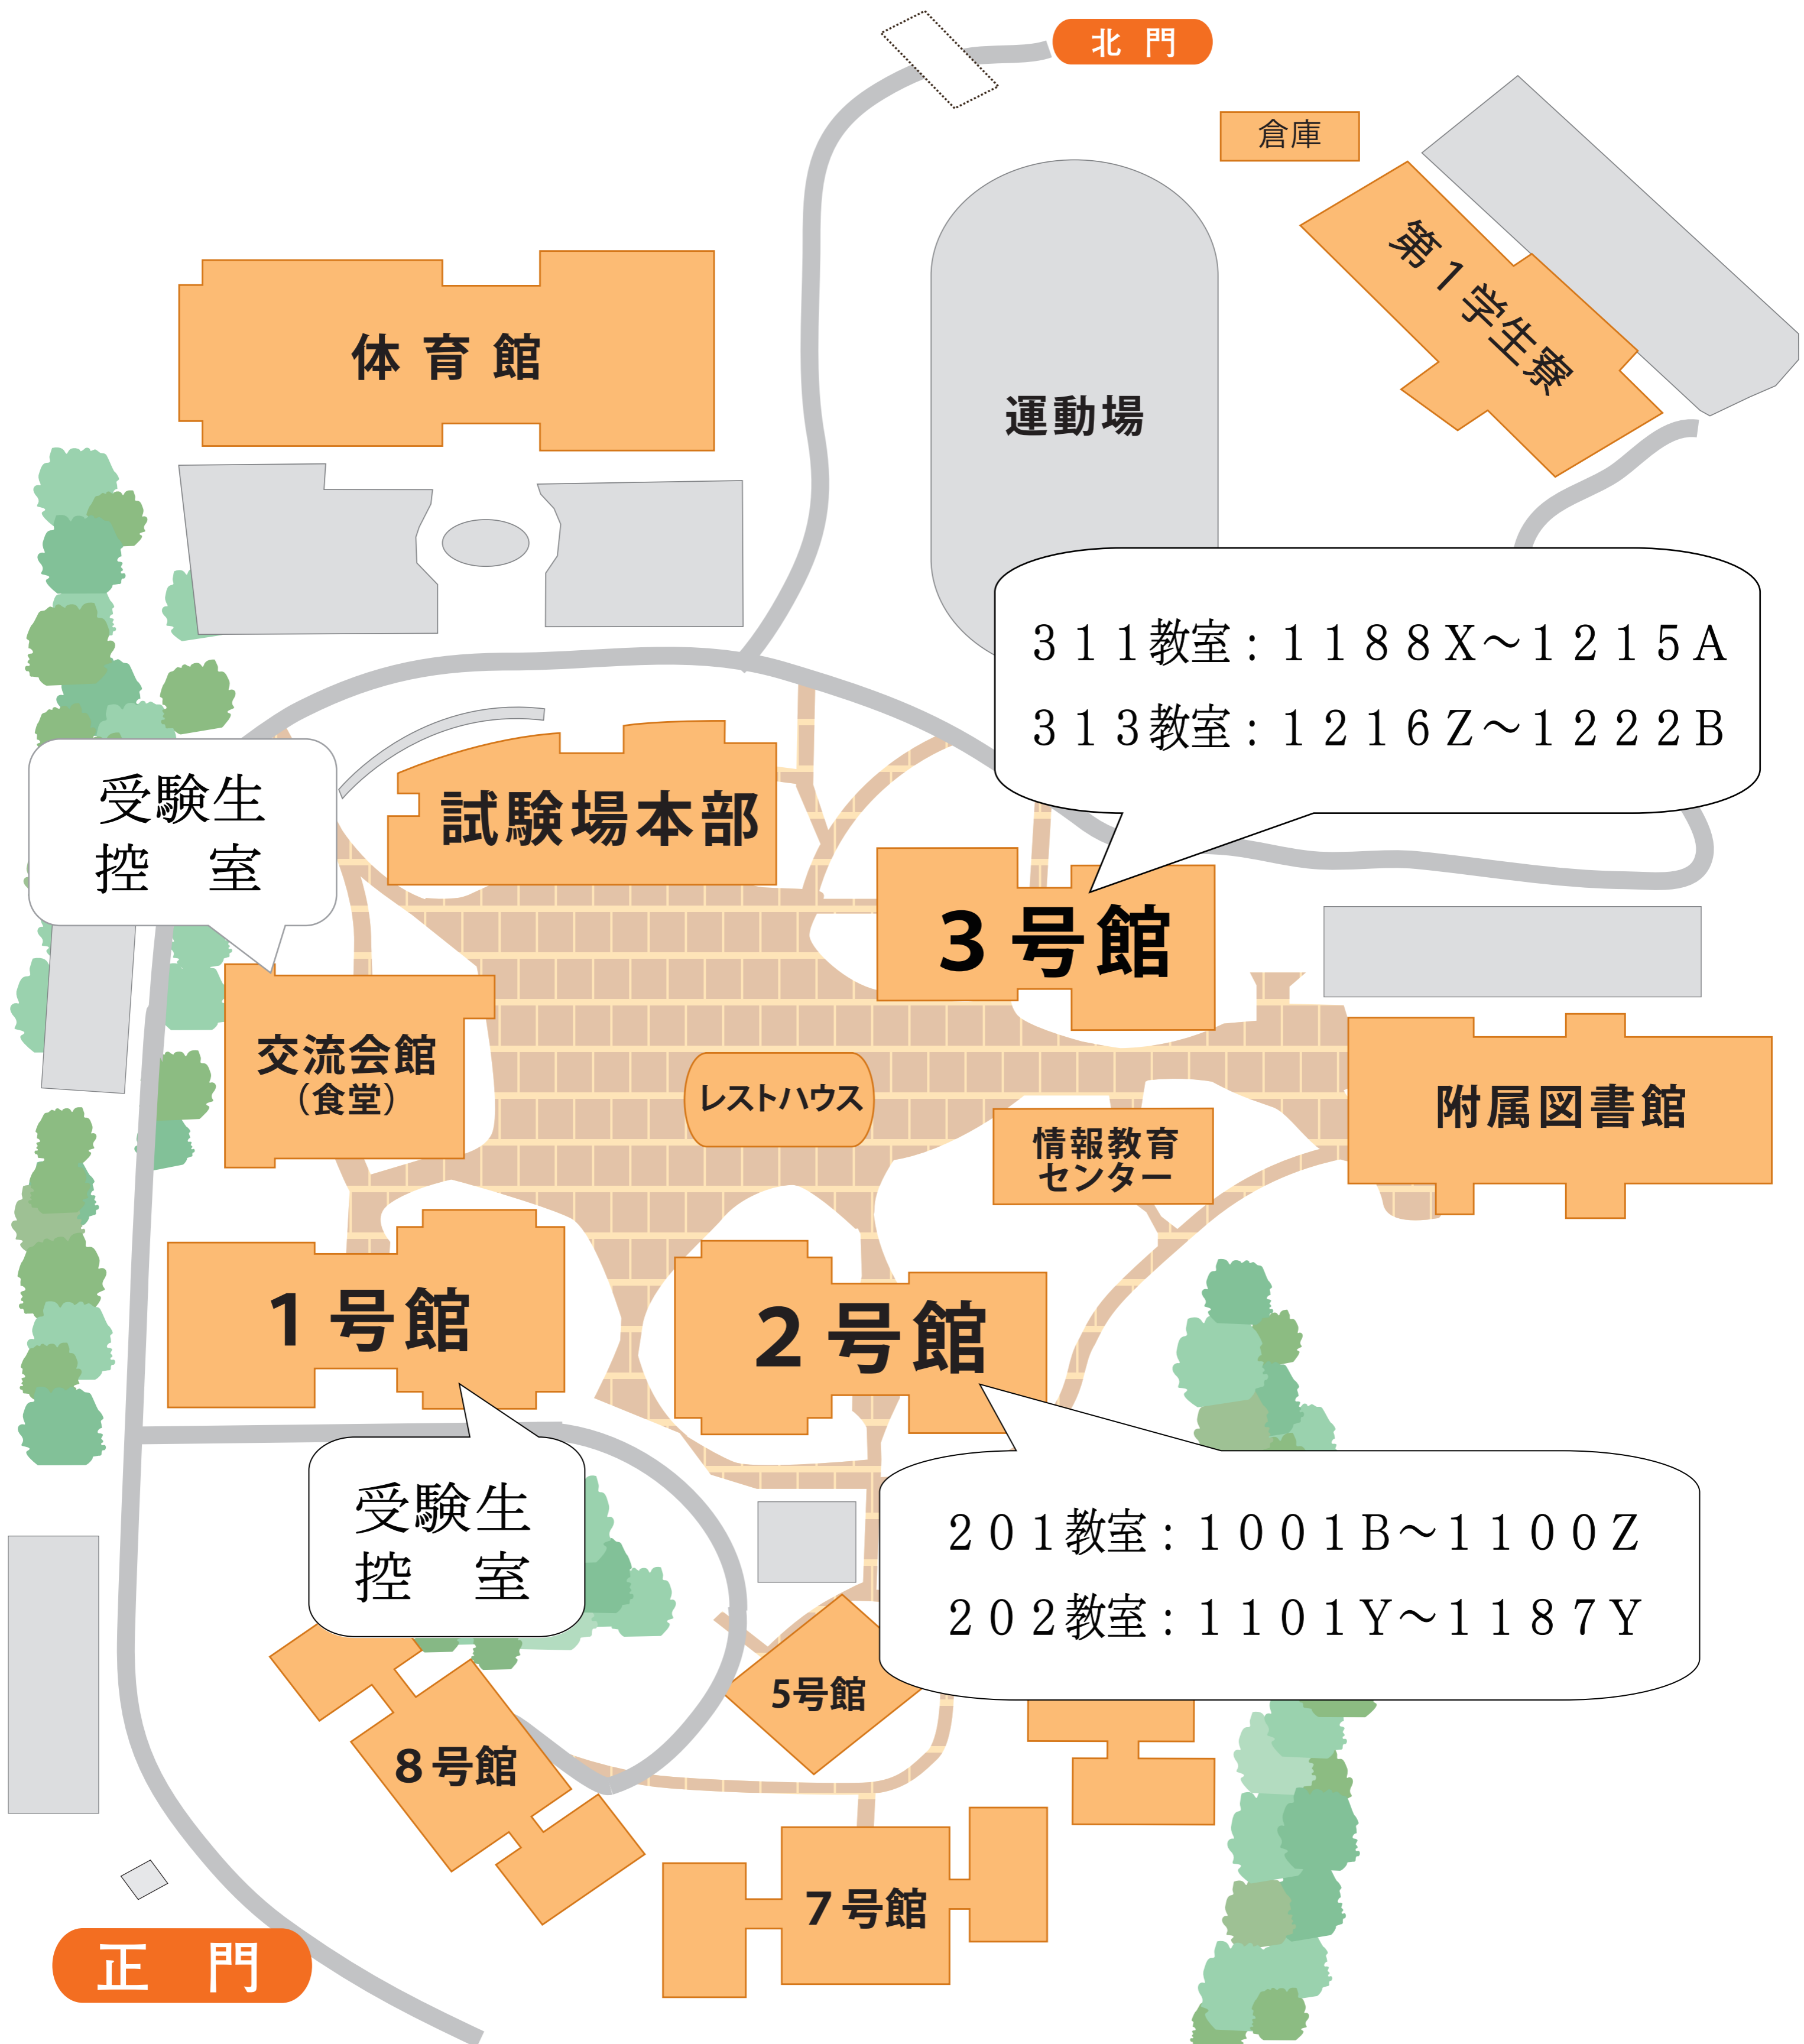 北　門
倉庫
第１学生寮
体育館
運動場
３１１教室：１１８８Ｘ～１２１５Ａ
３１３教室：１２１６Ｚ～１２２２Ｂ
受験生
控　室
試験場本部
３号館
交流会館
（食堂）
レストハウス
情報教育
センター
附属図書館
１号館
２号館
受験生
控　室
２０１教室：１００１Ｂ～１１００Ｚ
２０２教室：１１０１Ｙ～１１８７Ｙ
5号館
８号館
７号館
正　門